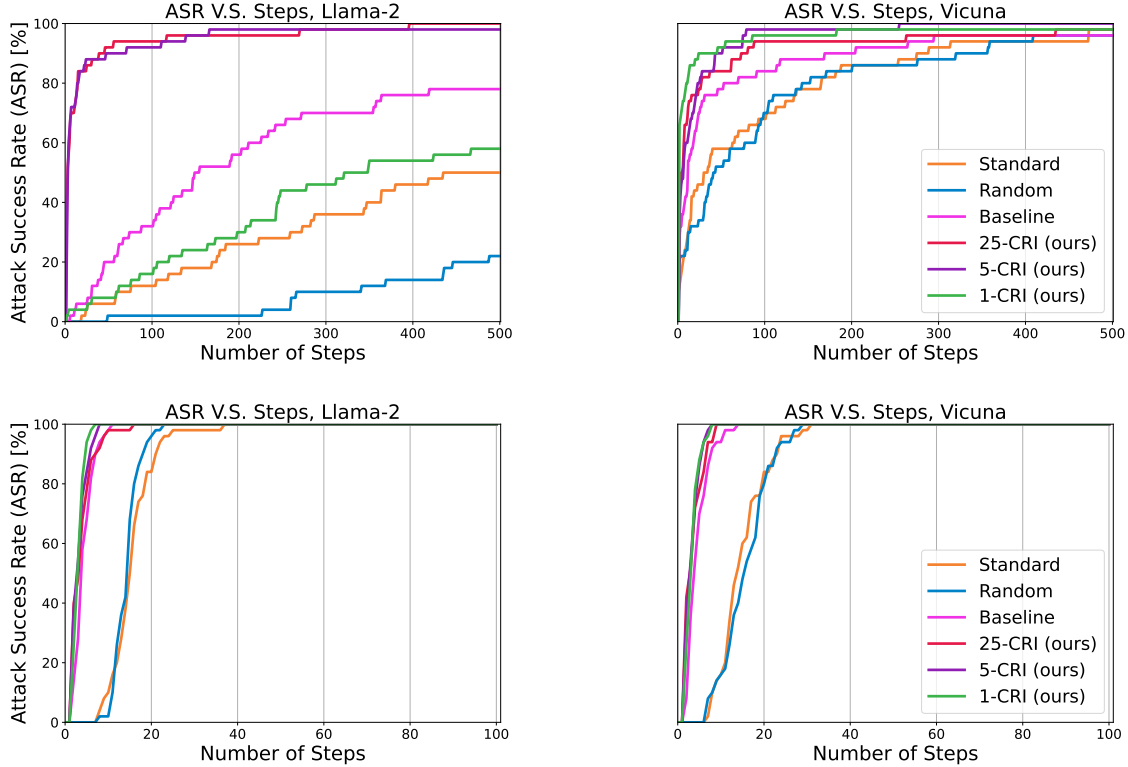 ASR V.S. Steps, Llama-2
Attack Success Rate (ASR) [%]
100
80
60
40
20
0
0 100 200 300 400 500
Number of Steps
ASR V.S. Steps, Vicuna
Standard
Random
Baseline
25-CRI (ours)
5-CRI (ours)
1-CRI (ours)
0 100 200 300 400 500
Number of Steps
ASR V.S. Steps, Llama-2
Attack Success Rate (ASR) [%]
100
80
60
40
20
0
0 20 40 60 80 100
Number of Steps
ASR V.S. Steps, Vicuna
Standard
Random
Baseline
25-CRI (ours)
5-CRI (ours)
1-CRI (ours)
0 20 40 60 80 100
Number of Steps